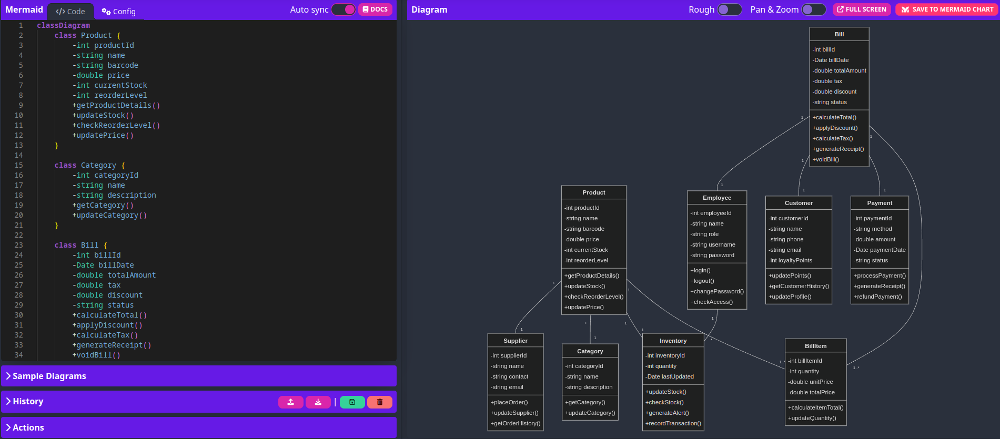 Mermaid
Code
Config
Auto sync
DOCS
1 classDiagram
2 class Product {
3 -int productId
4 -string name
5 -string barcode
6 -double price
7 -int currentStock
8 -int reorderLevel
9 +getProductDetails()
10 +updateStock()
11 +checkReorderLevel()
12 +updatePrice()
13 }
14
15 class Category {
16 -int categoryId
17 -string name
18 -string description
19 +getCategory()
20 +updateCategory()
21 }
22
23 class Bill {
24 -int billId
25 -Date billDate
26 -double totalAmount
27 -double tax
28 -double discount
29 -string status
30 +calculateTotal()
31 +applyDiscount()
32 +calculateTax()
33 +generateReceipt()
34 +voidBill()
Sample Diagrams
History
Actions
Diagram
Rough
Pan & Zoom
FULL SCREEN
SAVE TO MERMAID CHART
Bill
-int billId
-Date billDate
-double totalAmount
-double tax
-double discount
-string status
+calculateTotal()
+applyDiscount()
+calculateTax()
+generateReceipt()
+voidBill()
1
1
1
1
1
1
Product
-int productId
-string name
-string barcode
-double price
-int currentStock
-int reorderLevel
+getProductDetails()
+updateStock()
+checkReorderLevel()
+updatePrice()
Employee
-int employeeId
-string name
-string role
-string username
-string password
+login()
+logout()
+changePassword()
+checkAccess()
Customer
-int customerId
-string name
-string phone
-string email
-int loyaltyPoints
+updatePoints()
+getCustomerHistory()
+updateProfile()
Payment
-int paymentId
-string method
-double amount
-Date paymentDate
-string status
+processPayment()
+generateReceipt()
+refundPayment()
*
1
*
1
1
1
1
1
*
1..*
1..*
Supplier
-int supplierId
-string name
-string contact
-string email
+placeOrder()
+updateSupplier()
+getOrderHistory()
Category
-int categoryId
-string name
-string description
+getCategory()
+updateCategory()
Inventory
-int inventoryId
-int quantity
-Date lastUpdated
+updateStock()
+checkStock()
+generateAlert()
+recordTransaction()
BillItem
-int billItemId
-int quantity
-double unitPrice
-double totalPrice
+calculateItemTotal()
+updateQuantity()